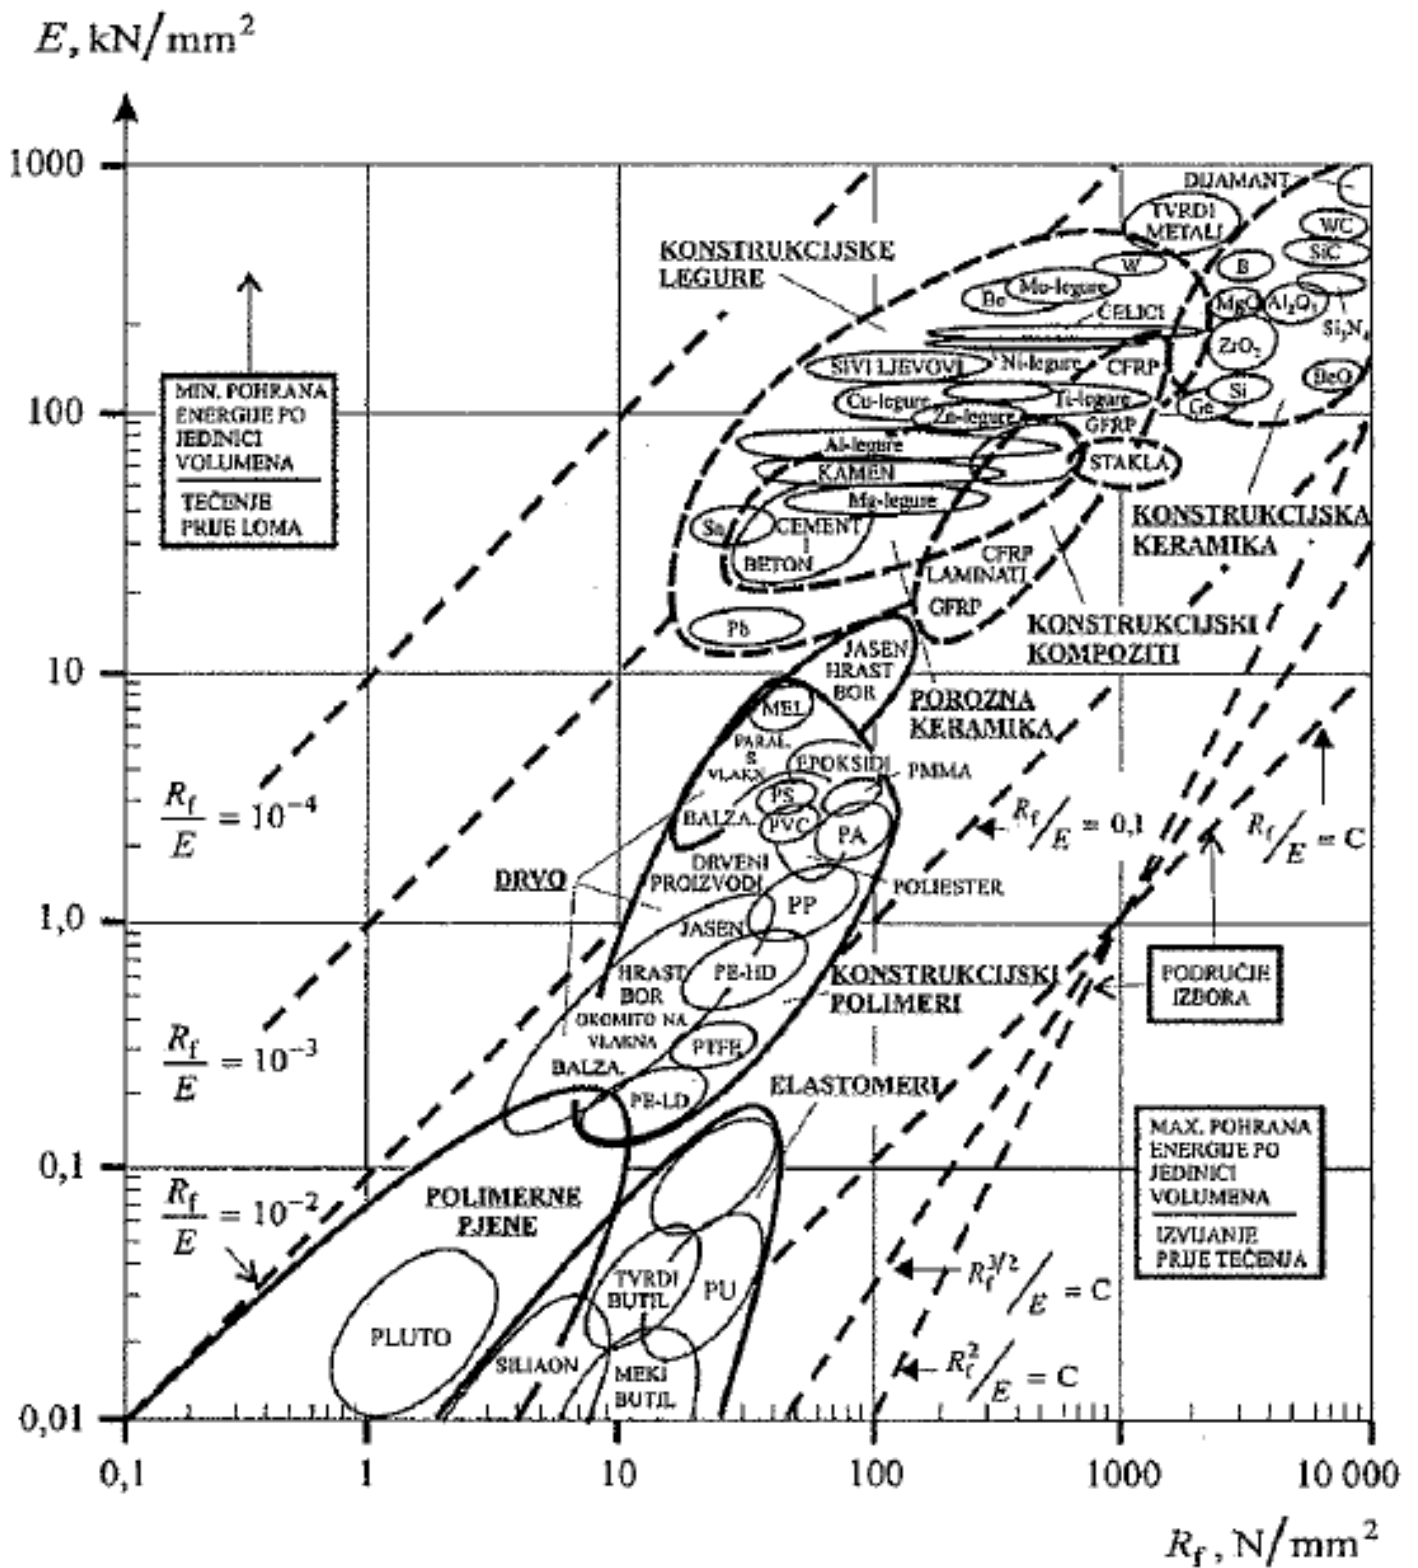 E, kN/mm²
1000
100
10
1,0
0,1
0,01
0,1
1
10
100
1000
10 000
R_f, N/mm²
MIN. POHRANA
ENERGIJE PO
JEDINICI
VOLUMENA
TEČENJE
PRIJE LOMA
KONSTRUKCIJSKE
LEGURE
DIJAMANT
TVRDI
METALI
WC
SiC
W
B
Be
Mo-legure
MgO
Al₂O₃
ČELICI
Si₃N₄
ZrO₂
SIVI LJEVOVI
Ni-legure
CFRP
BeO
Si
Cu-legure
Ti-legure
Ge
Zn-legure
GFRP
Al-legure
STAKLA
KAMEN
Mg-legure
Sn
CEMENT
BETON
KONSTRUKCIJSKA
KERAMIKA
CFRP
LAMINATI
GFRP
Pb
KONSTRUKCIJSKI
KOMPOZITI
JASEN
HRAST
BOR
POROZNA
KERAMIKA
MEL
PARAL.
S
VLAKN.
EPOKSIDI
PMMA
PS
BALZA.
PVC
PA
DRVENI
PROIZVODI
POLIESTER
DRVO
PP
JASEN
HRAST
BOR
OKOMITO NA
VLAKNA
PE-HD
KONSTRUKCIJSKI
POLIMERI
PTFE
BALZA.
PE-LD
ELASTOMERI
POLIMERNE
PJENE
TVRDI
BUTIL
PU
PLUTO
SILIAON
MEKI
BUTIL
R_f/E = 10⁻⁴
R_f/E = 10⁻³
R_f/E = 10⁻²
R_f/E = 0,1
R_f/E = C
PODRUČJE
IZBORA
MAX. POHRANA
ENERGIJE PO
JEDINICI
VOLUMENA
IZVIJANJE
PRIJE TEČENJA
R_f^3/2/E = C
R_f²/E = C